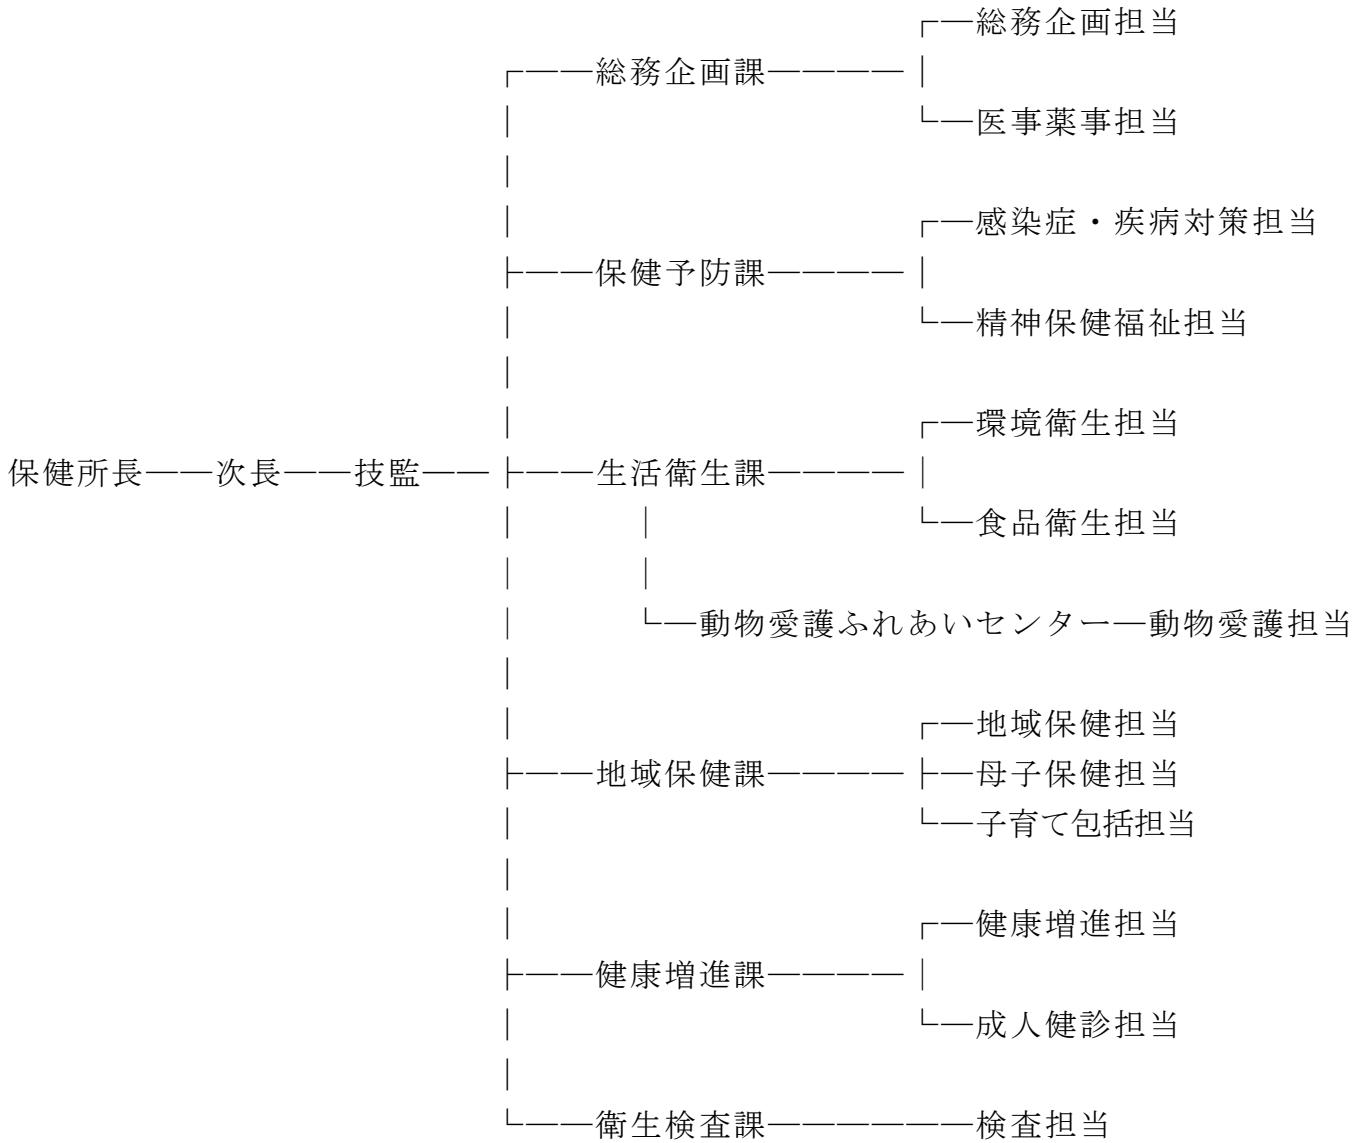 総務企画担当
総務企画課
医事薬事担当
感染症・疾病対策担当
保健予防課
精神保健福祉担当
環境衛生担当
保健所長――次長――技監――生活衛生課
食品衛生担当
動物愛護ふれあいセンター―動物愛護担当
地域保健担当
地域保健課 母子保健担当
子育て包括担当
健康増進担当
健康増進課
成人健診担当
衛生検査課―――――検査担当